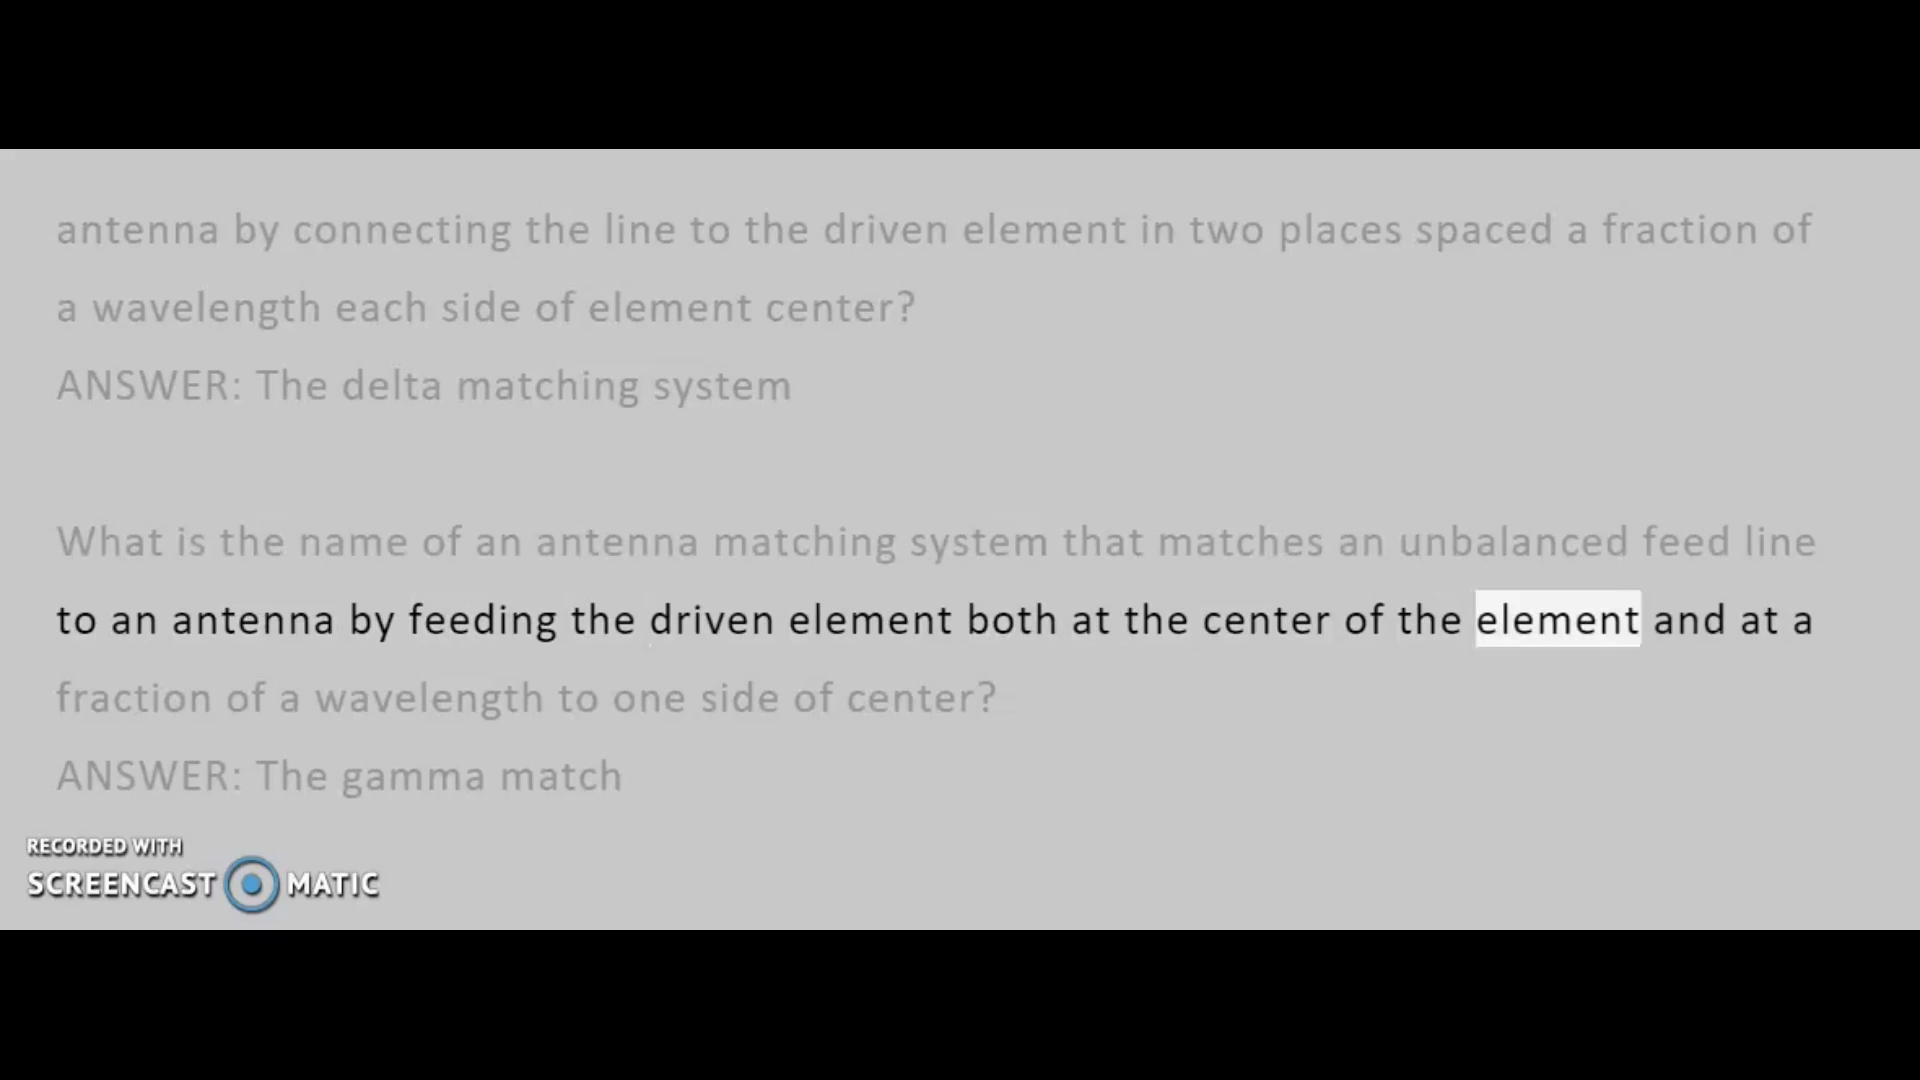 antenna by connecting the line to the driven element in two places spaced a fraction of
a wavelength each side of element center?
ANSWER: The delta matching system
What is the name of an antenna matching system that matches an unbalanced feed line
to an antenna by feeding the driven element both at the center of the element and at a
fraction of a wavelength to one side of center?
ANSWER: The gamma match
RECORDED WITH
SCREENCAST MATIC